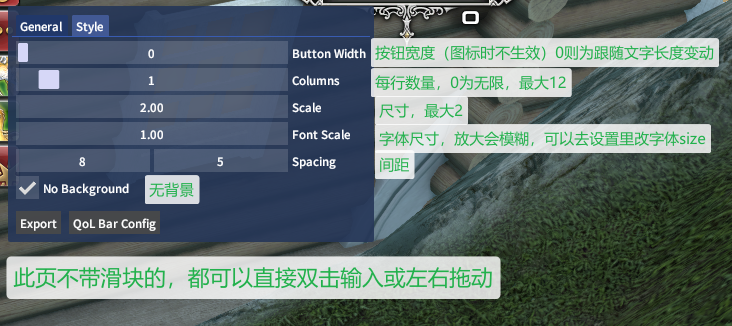 General Style
0 Button Width 按钮宽度（图标时不生效）0则为跟随文字长度变动
1 Columns 每行数量，0为无限，最大12
2.00 Scale 尺寸，最大2
1.00 Font Scale 字体尺寸，放大会模糊，可以去设置里改字体size
8 5 Spacing 间距
No Background 无背景
Export QoL Bar Config
此页不带滑块的，都可以直接双击输入或左右拖动
0